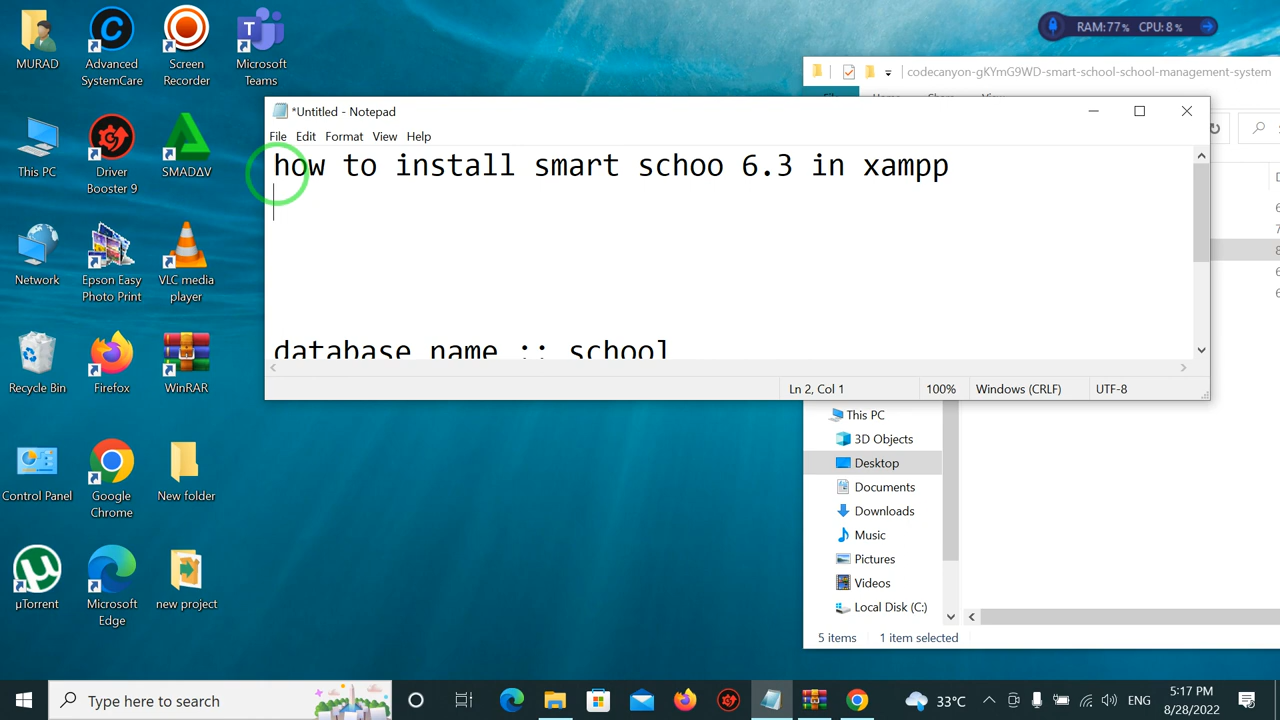 MURAD
Advanced SystemCare
Screen Recorder
Microsoft Teams
RAM:77% CPU:8%
codecanyon-gKYmG9WD-smart-school-school-management-system
*Untitled - Notepad
File Edit Format View Help
how to install smart schoo 6.3 in xampp
database name :: school
Ln 2, Col 1
100%
Windows (CRLF)
UTF-8
This PC
Driver Booster 9
SMADΔV
Network
Epson Easy Photo Print
VLC media player
Recycle Bin
Firefox
WinRAR
Control Panel
Google Chrome
New folder
µTorrent
Microsoft Edge
new project
This PC
3D Objects
Desktop
Documents
Downloads
Music
Pictures
Videos
Local Disk (C:)
5 items
1 item selected
Type here to search
33°C
ENG
5:17 PM
8/28/2022